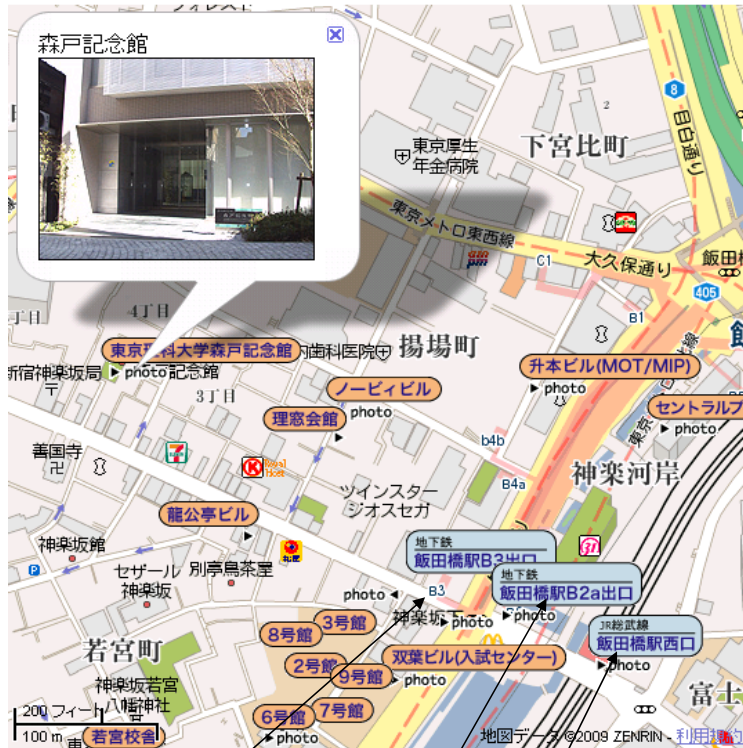 森戸記念館
8
目白通り
2
下宮比町
東京厚生
年金病院
東京メトロ東西線
C1
大久保通り
飯田橋
405
B1
4丁目
丁目
東京理科大学森戸記念館
内歯科医院
揚場町
升本ビル(MOT/MIP)
photo
新宿神楽坂局
photo 記念館
3丁目
ノービィビル
photo
理窓会館
セントラルプ
photo
善国寺
b4b
B4a
神楽河岸
ツインスター
ジオスセガ
龍公亭ビル
地下鉄
飯田橋駅B3出口
神楽坂館
セザール
神楽坂
別亭鳥茶屋
地下鉄
飯田橋駅B2a出口
photo
B3
神楽坂下
photo
photo
JR総武線
飯田橋駅西口
photo
3号館
8号館
若宮町
2号館
9号館
双葉ビル(入試センター)
photo
神楽坂若宮
八幡神社
富士
200 フィート
7号館
6号館
photo
100 m
若宮校舎
地図データ ©2009 ZENRIN - 利用規約